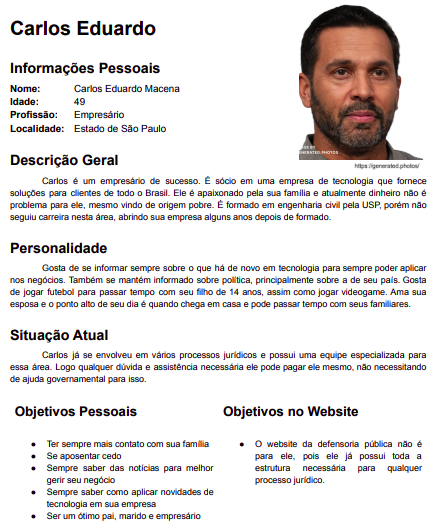 Carlos Eduardo
Informações Pessoais
Nome: Carlos Eduardo Macena
Idade: 49
Profissão: Empresário
Localidade: Estado de São Paulo
GENERATED.PHOTOS
https://generated.photos/
Descrição Geral
Carlos é um empresário de sucesso. É sócio em uma empresa de tecnologia que fornece
soluções para clientes de todo o Brasil. Ele é apaixonado pela sua família e atualmente dinheiro não é
problema para ele, mesmo vindo de origem pobre. É formado em engenharia civil pela USP, porém não
seguiu carreira nesta área, abrindo sua empresa alguns anos depois de formado.
Personalidade
Gosta de se informar sempre sobre o que há de novo em tecnologia para sempre poder aplicar
nos negócios. Também se mantém informado sobre política, principalmente sobre a de seu país. Gosta
de jogar futebol para passar tempo com seu filho de 14 anos, assim como jogar videogame. Ama sua
esposa e o ponto alto de seu dia é quando chega em casa e pode passar tempo com seus familiares.
Situação Atual
Carlos já se envolveu em vários processos jurídicos e possui uma equipe especializada para
essa área. Logo qualquer dúvida e assistência necessária ele pode pagar ele mesmo, não necessitando
de ajuda governamental para isso.
Objetivos Pessoais
● Ter sempre mais contato com sua família
● Se aposentar cedo
● Sempre saber das notícias para melhor
gerir seu negócio
● Sempre saber como aplicar novidades de
tecnologia em sua empresa
● Ser um ótimo pai, marido e empresário
Objetivos no Website
● O website da defensoria pública não é
para ele, pois ele já possui toda a
estrutura necessária para qualquer
processo jurídico.